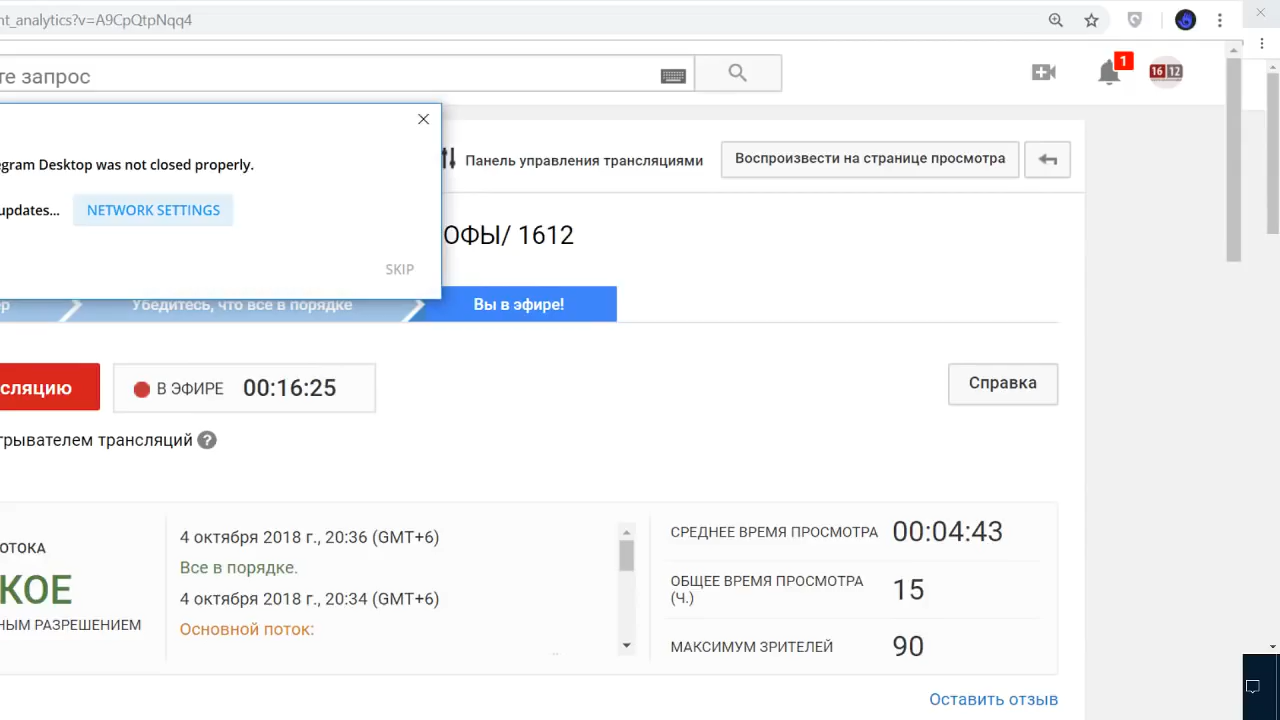 nt_analytics?v=A9CpQtpNqq4
те запрос
1
16 12
egram Desktop was not closed properly.
updates... NETWORK SETTINGS
SKIP
Панель управления трансляциями
Воспроизвести на странице просмотра
ОФЫ/ 1612
ер
Убедитесь, что все в порядке
Вы в эфире!
сляцию
В ЭФИРЕ 00:16:25
Справка
грывателем трансляций ?
ОТОКА
КОЕ
НЫМ РАЗРЕШЕНИЕМ
4 октября 2018 г., 20:36 (GMT+6)
Все в порядке.
4 октября 2018 г., 20:34 (GMT+6)
Основной поток:
СРЕДНЕЕ ВРЕМЯ ПРОСМОТРА 00:04:43
ОБЩЕЕ ВРЕМЯ ПРОСМОТРА (Ч.) 15
МАКСИМУМ ЗРИТЕЛЕЙ 90
Оставить отзыв